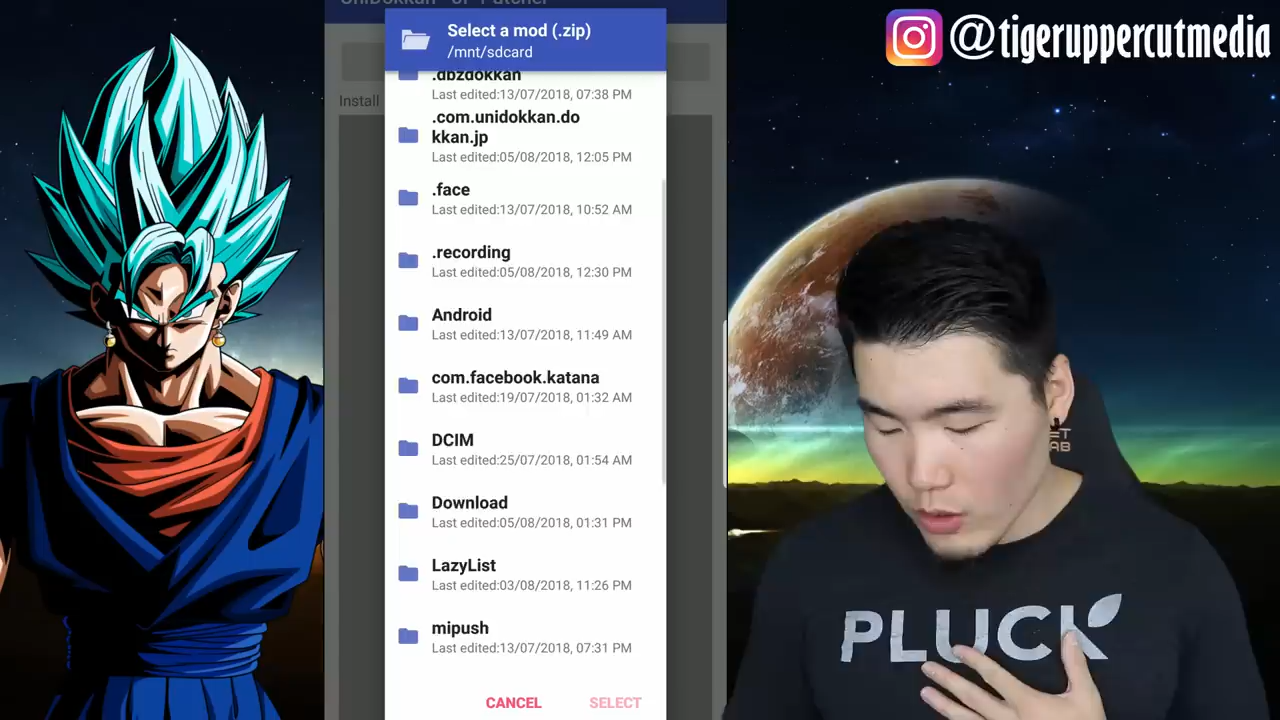 Select a mod (.zip)
/mnt/sdcard
@tigeruppercutmedia
.dbzdokkan
Last edited:13/07/2018, 07:38 PM
Install
.com.unidokkan.do
kkan.jp
Last edited:05/08/2018, 12:05 PM
.face
Last edited:13/07/2018, 10:52 AM
.recording
Last edited:05/08/2018, 12:30 PM
Android
Last edited:13/07/2018, 11:49 AM
com.facebook.katana
Last edited:19/07/2018, 01:32 AM
DCIM
Last edited:25/07/2018, 01:54 AM
Download
Last edited:05/08/2018, 01:31 PM
LazyList
Last edited:03/08/2018, 11:26 PM
mipush
Last edited:13/07/2018, 07:31 PM
CANCEL
SELECT
PLUCK